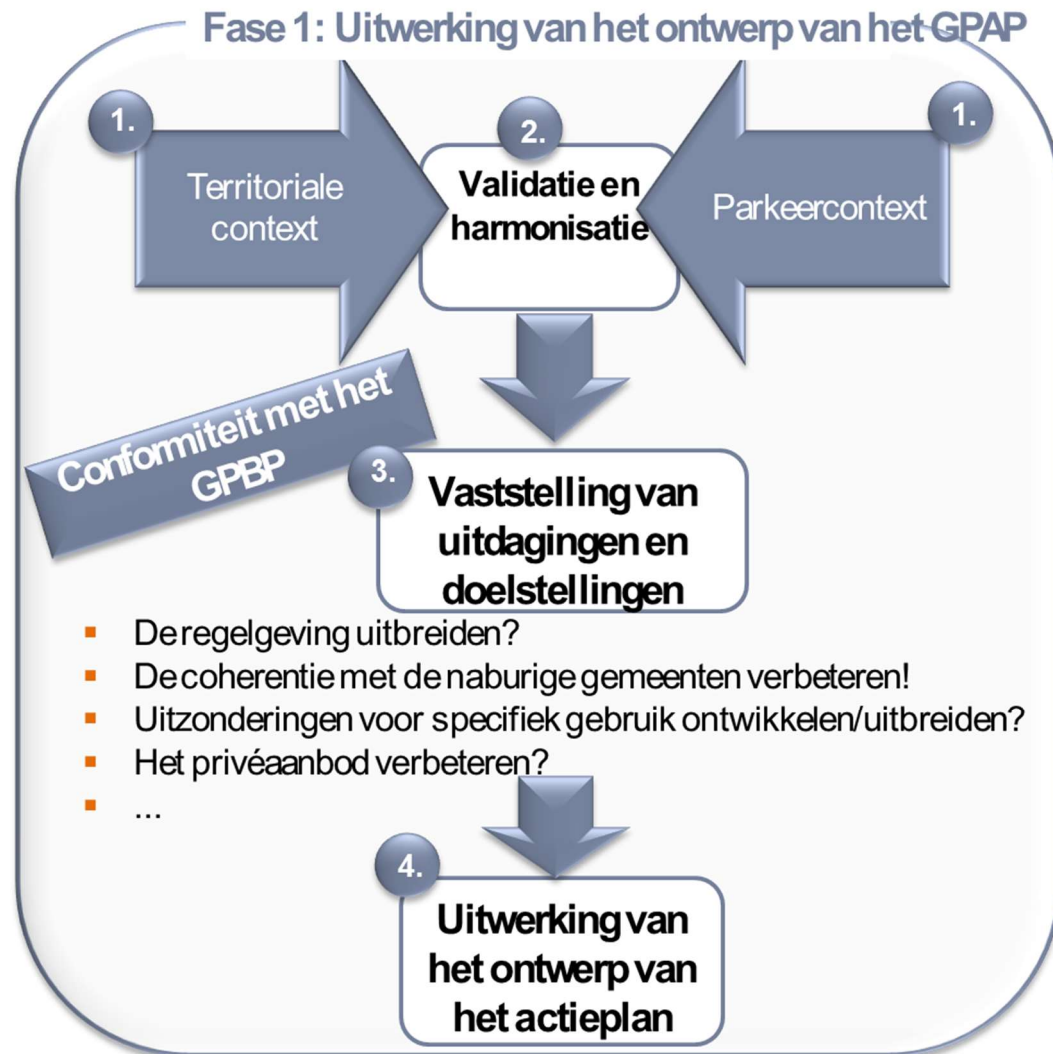 Fase 1: Uitwerking van het ontwerp van het GPAP
1.
Territoriale
context
2.
Validatie en
harmonisatie
1.
Parkeercontext
Conformiteit met het
GPBP
3.
Vaststelling van
uitdagingen en
doelstellingen
▪ De regelgeving uitbreiden?
▪ De coherentie met de naburige gemeenten verbeteren!
▪ Uitzonderingen voor specifiek gebruik ontwikkelen/uitbreiden?
▪ Het privéaanbod verbeteren?
▪ ...
4.
Uitwerking van
het ontwerp van
het actieplan